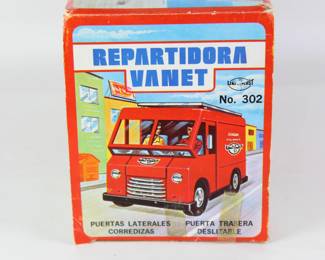 REPARTIDORA
VANET
No. 302
PUERTAS LATERALES
CORREDIZAS
PUERTA TRASERA
DESLIZABLE